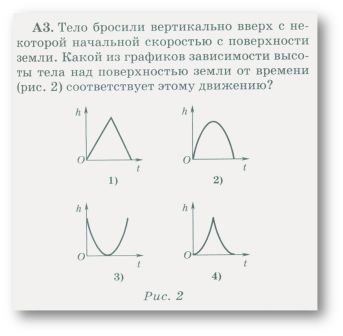 А3. Тело бросили вертикально вверх с не-
которой начальной скоростью с поверхности
земли. Какой из графиков зависимости высо-
ты тела над поверхностью земли от времени
(рис. 2) соответствует этому движению?
h h
O t O t
1) 2)
h h
O t O t
3) 4)
Рис. 2